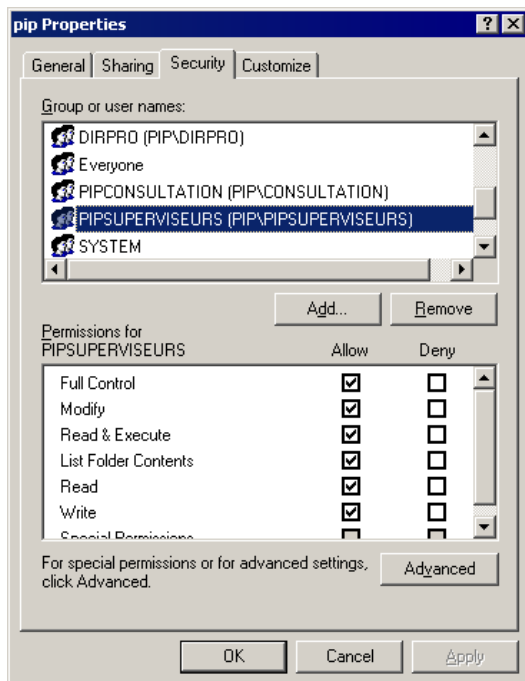 pip Properties
General Sharing Security Customize
Group or user names:
DIRPRO (PIP\DIRPRO)
Everyone
PIPCONSULTATION (PIP\CONSULTATION)
PIPSUPERVISEURS (PIP\PIPSUPERVISEURS)
SYSTEM
Add... Remove
Permissions for
PIPSUPERVISEURS Allow Deny
Full Control
Modify
Read & Execute
List Folder Contents
Read
Write
Special Permissions
For special permissions or for advanced settings,
click Advanced.
Advanced
OK Cancel Apply